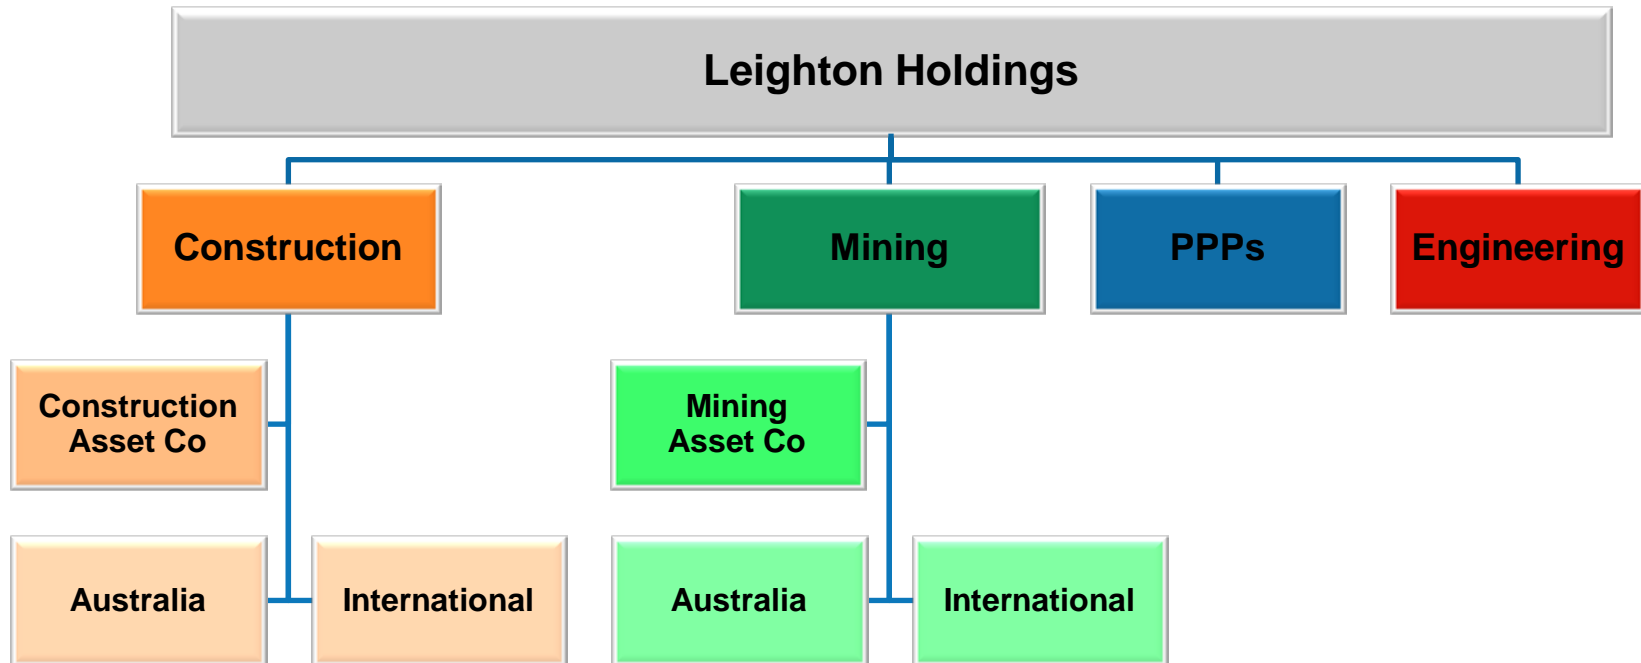 Leighton Holdings
Construction
Mining
PPPs
Engineering
Construction
Asset Co
Mining
Asset Co
Australia
International
Australia
International